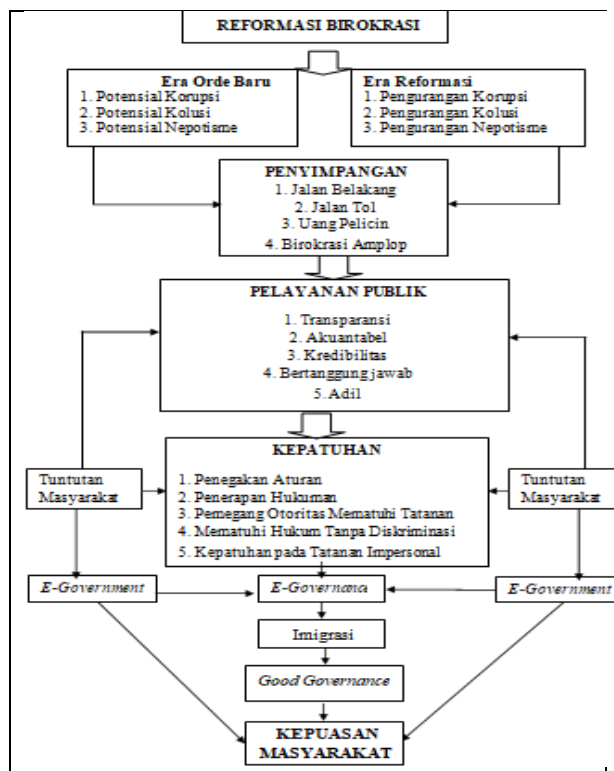 REFORMASI BIROKRASI
Era Orde Baru
1. Potensial Korupsi
2. Potensial Kolusi
3. Potensial Nepotisme
Era Reformasi
1. Pengurangan Korupsi
2. Pengurangan Kolusi
3. Pengurangan Nepotisme
PENYIMPANGAN
1. Jalan Belakang
2. Jalan Tol
3. Uang Pelicin
4. Birokrasi Amplop
PELAYANAN PUBLIK
1. Transparansi
2. Akuantabel
3. Kredibilitas
4. Bertanggung jawab
5. Adil
KEPATUHAN
1. Penegakan Aturan
2. Penerapan Hukuman
3. Pemegang Otoritas Mematuhi Tatanan
4. Mematuhi Hukum Tanpa Diskriminasi
5. Kepatuhan pada Tatanan Impersonal
Tuntutan
Masyarakat
Tuntutan
Masyarakat
E-Government
E-Governanci
E-Government
Imigrasi
Good Governance
KEPUASAN
MASYARAKAT